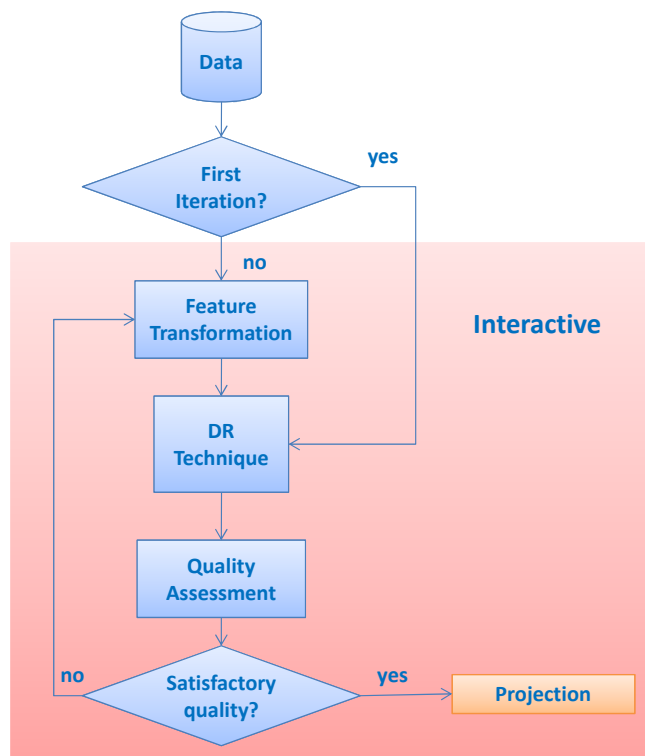 Data
yes
First
Iteration?
no
Feature
Transformation
Interactive
DR
Technique
Quality
Assessment
no
Satisfactory
quality?
yes
Projection